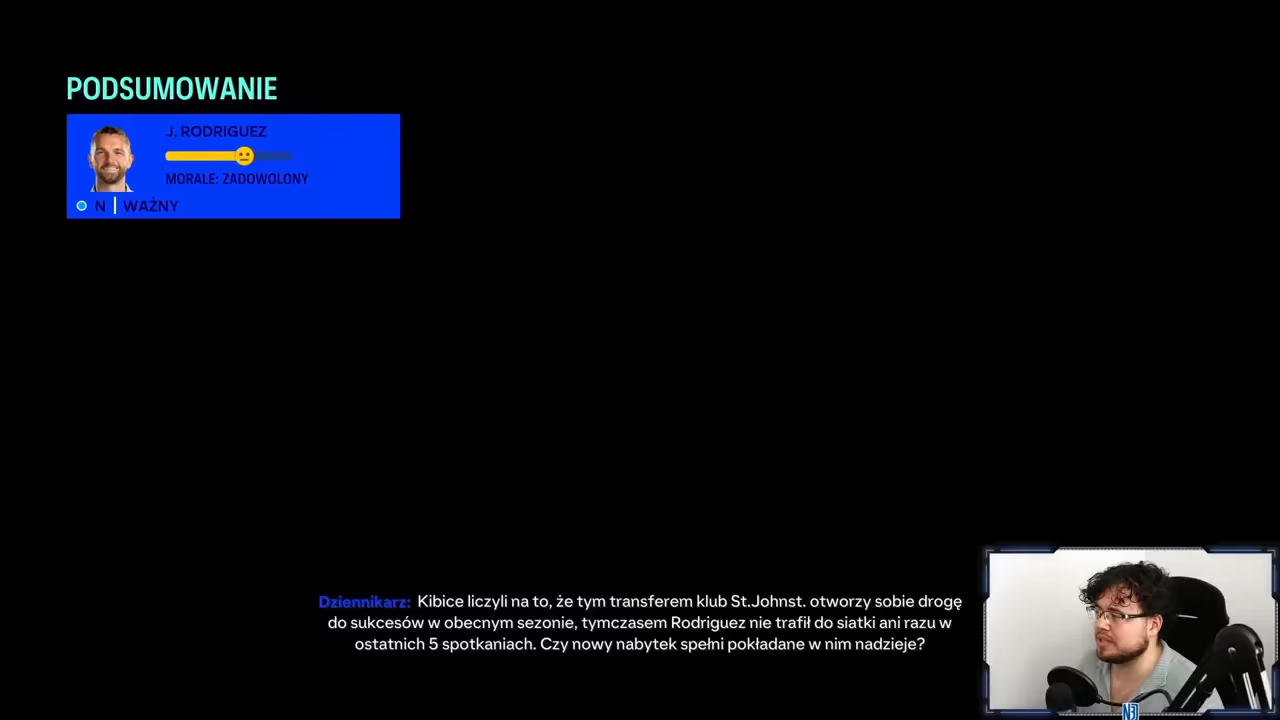 PODSUMOWANIE
J. RODRIGUEZ
MORALE: ZADOWOLONY
N | WAŻNY
Dziennikarz: Kibice liczyli na to, że tym transferem klub St.Johnst. otworzy sobie drogę
do sukcesów w obecnym sezonie, tymczasem Rodriguez nie trafił do siatki ani razu w
ostatnich 5 spotkaniach. Czy nowy nabytek spełni pokładane w nim nadzieje?